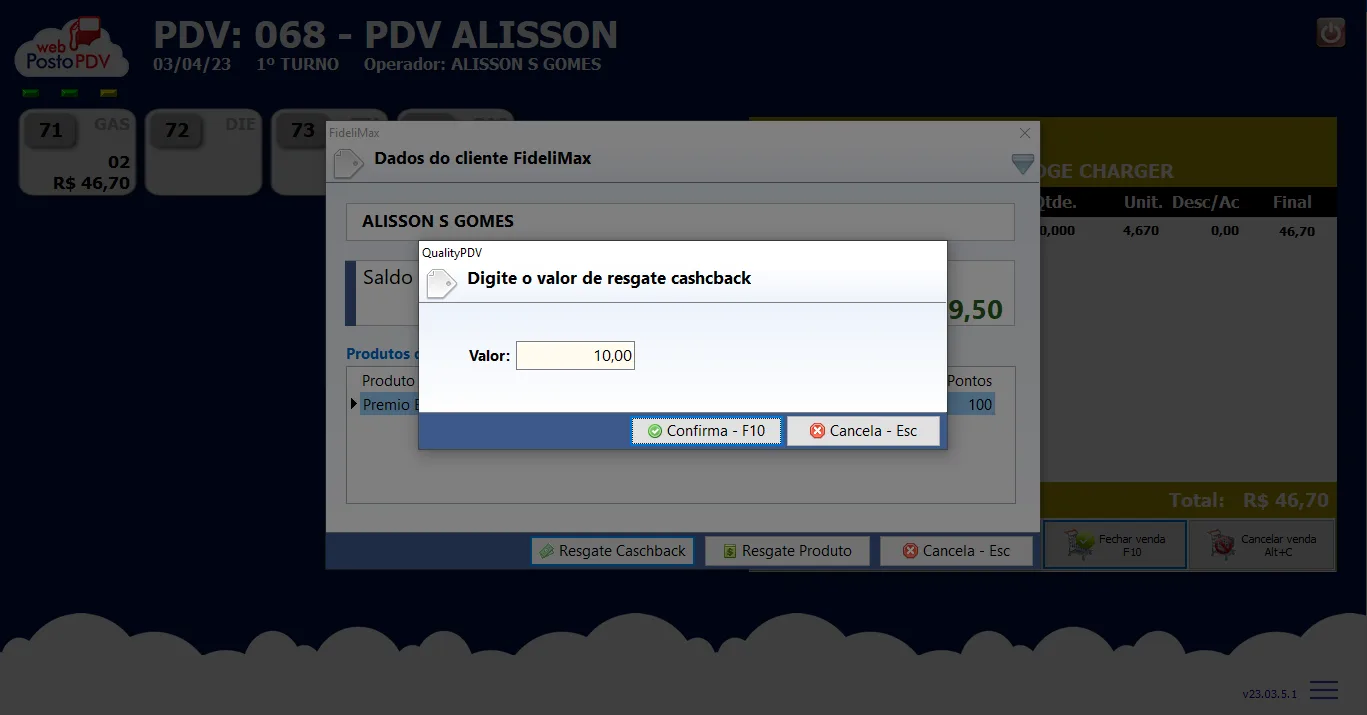 web
PostoPDV
PDV: 068 - PDV ALISSON
03/04/23 1º TURNO Operador: ALISSON S GOMES
71 GAS
02
R$ 46,70
72 DIE
73
FideliMax
Dados do cliente FideliMax
ALISSON S GOMES
Saldo
9,50
Produtos
Produto Pontos
Premio 100
QualityPDV
Digite o valor de resgate cashcback
Valor: 10,00
Confirma - F10 Cancela - Esc
Resgate Caschback Resgate Produto Cancela - Esc
CHARGER
Unit. Desc/Ac Final
0,000 4,670 0,00 46,70
Total: R$ 46,70
Fechar venda
F10
Cancelar venda
Alt+C
v23.03.5.1